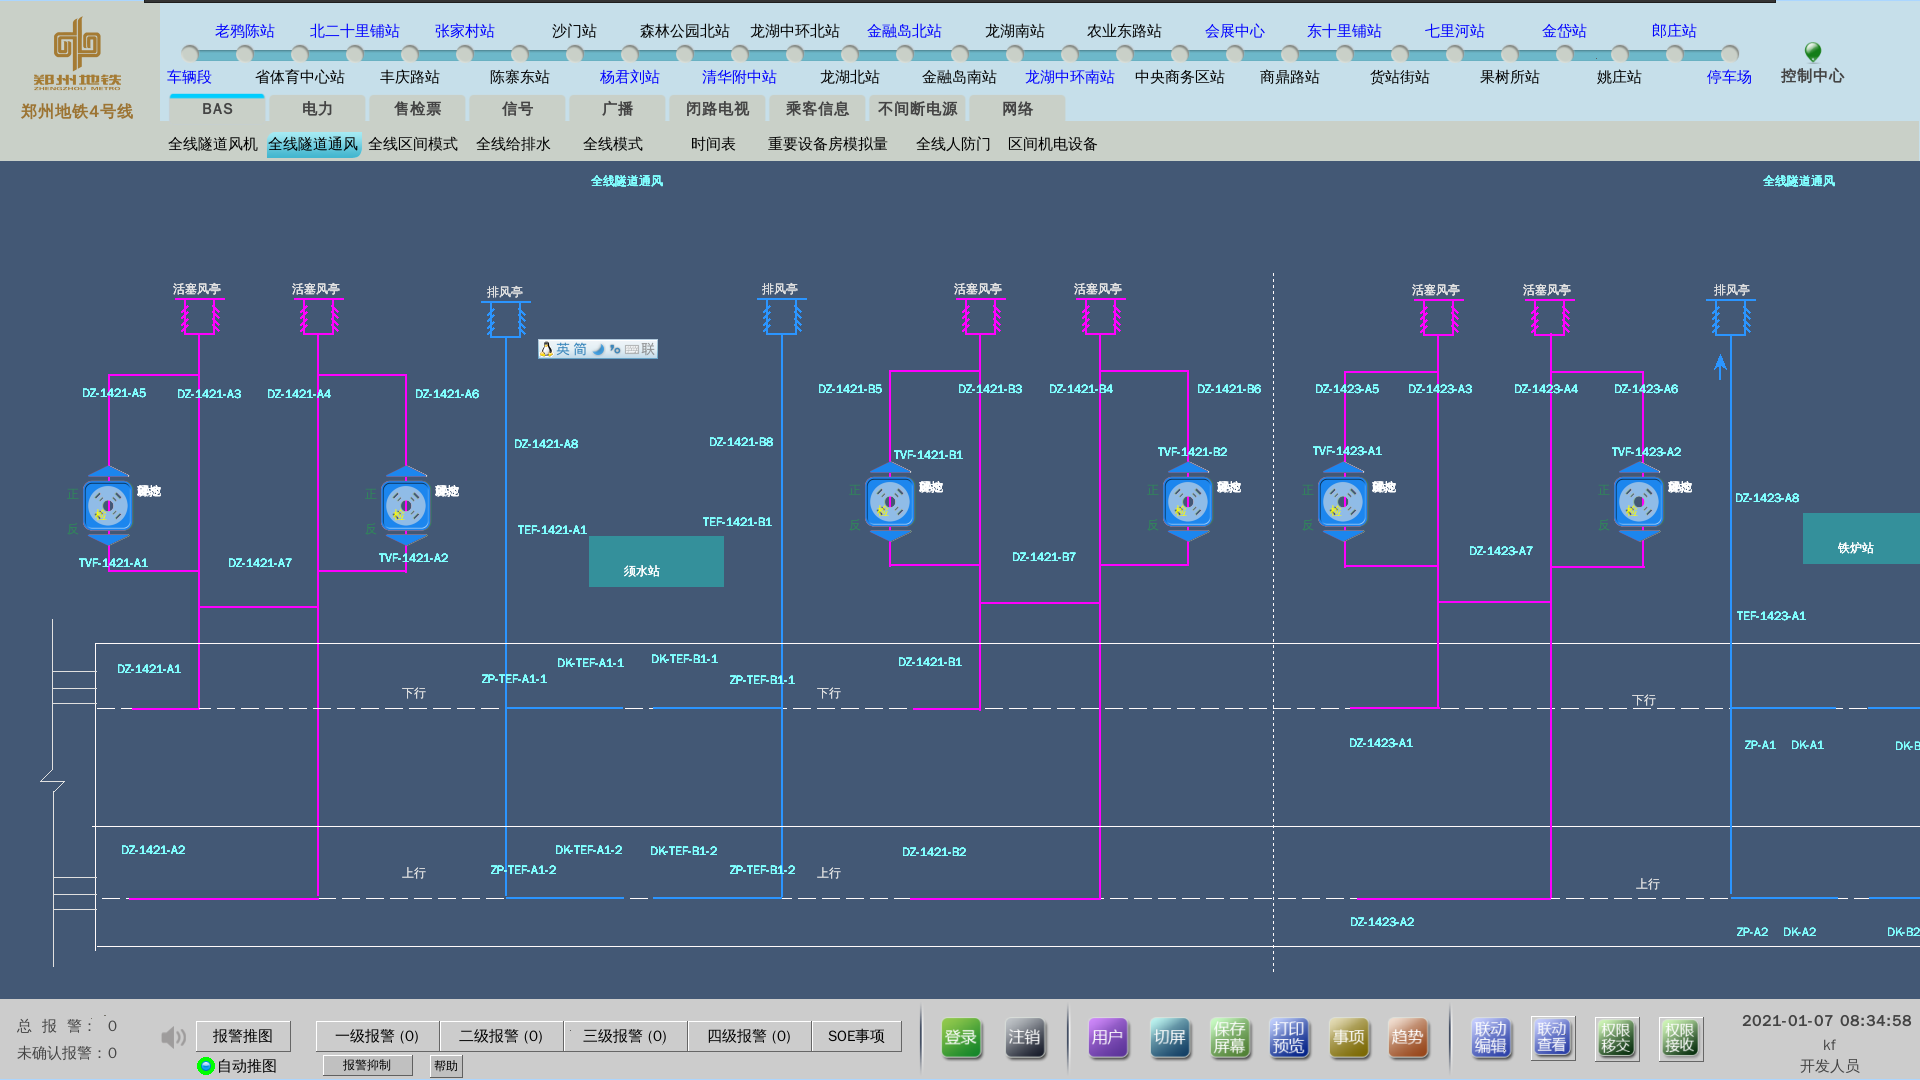 老鸦陈站 北二十里铺站 张家村站 沙门站 森林公园北站 龙湖中环北站 金融岛北站 龙湖南站 农业东路站 会展中心 东十里铺站 七里河站 金岱站 郎庄站
车辆段 省体育中心站 丰庆路站 陈寨东站 杨君刘站 清华附中站 龙湖北站 金融岛南站 龙湖中环南站 中央商务区站 商鼎路站 货站街站 果树所站 姚庄站 停车场
控制中心
郑州地铁
ZHENGZHOU METRO
郑州地铁4号线
BAS 电力 售检票 信号 广播 闭路电视 乘客信息 不间断电源 网络
全线隧道风机 全线隧道通风 全线区间模式 全线给排水 全线模式 时间表 重要设备房模拟量 全线人防门 区间机电设备
全线隧道通风 全线隧道通风
活塞风亭 活塞风亭 排风亭 排风亭 活塞风亭 活塞风亭 活塞风亭 活塞风亭 排风亭
英 简 联
DZ-1421-A5 DZ-1421-A3 DZ-1421-A4 DZ-1421-A6 DZ-1421-B5 DZ-1421-B3 DZ-1421-B4 DZ-1421-B6 DZ-1423-A5 DZ-1423-A3 DZ-1423-A4 DZ-1423-A6
DZ-1421-A8 DZ-1421-B8 TVF-1421-B1 TVF-1421-B2 TVF-1423-A1 TVF-1423-A2
正 正 正 正 正 正 DZ-1423-A8
反 反 反 反 反 反
TEF-1421-A1 TEF-1421-B1
TVF-1421-A1 DZ-1421-A7 TVF-1421-A2 须水站 DZ-1421-B7 DZ-1423-A7 铁炉站
TEF-1423-A1
DZ-1421-A1 ZP-TEF-A1-1 DK-TEF-A1-1 DK-TEF-B1-1 ZP-TEF-B1-1 DZ-1421-B1
下行 下行 下行
DZ-1423-A1 ZP-A1 DK-A1 DK-B
DZ-1421-A2 DK-TEF-A1-2 DK-TEF-B1-2 DZ-1421-B2
上行 ZP-TEF-A1-2 ZP-TEF-B1-2 上行 上行
DZ-1423-A2 ZP-A2 DK-A2 DK-B2
总 报 警： 0
未确认报警：0
报警推图 一级报警 (0) 二级报警 (0) 三级报警 (0) 四级报警 (0) SOE事项
自动推图 报警抑制 帮助
登录 注销 用户 切屏 保存屏幕 打印预览 事项 趋势 联动编辑 联动查看 权限移交 权限接收
2021-01-07 08:34:58
kf
开发人员